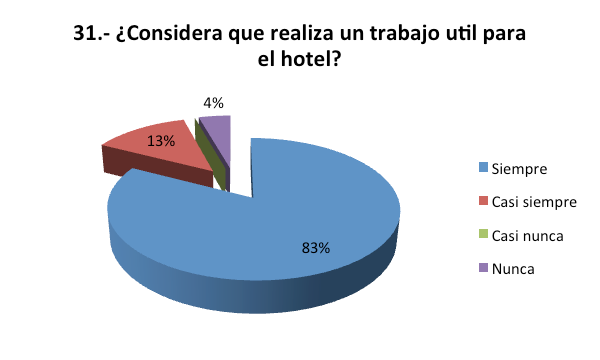 31.- ¿Considera que realiza un trabajo util para
el hotel?
4%
13%
83%
Siempre
Casi siempre
Casi nunca
Nunca